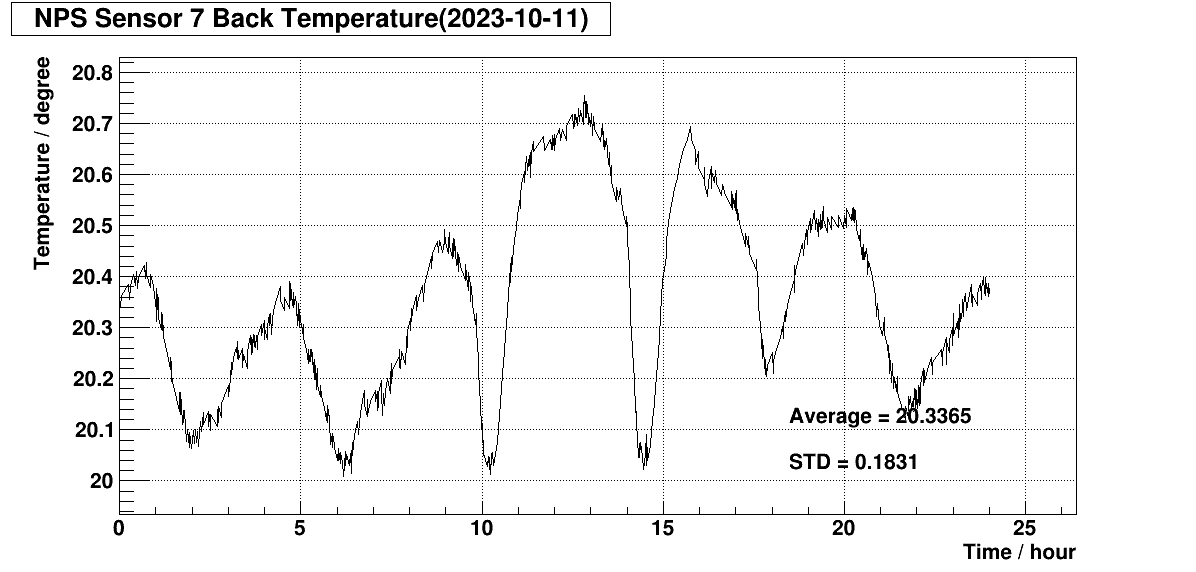 NPS Sensor 7 Back Temperature(2023-10-11)
Temperature / degree
20.8
20.7
20.6
20.5
20.4
20.3
20.2
20.1
20
Average = 20.3365
STD = 0.1831
0 5 10 15 20 25
Time / hour